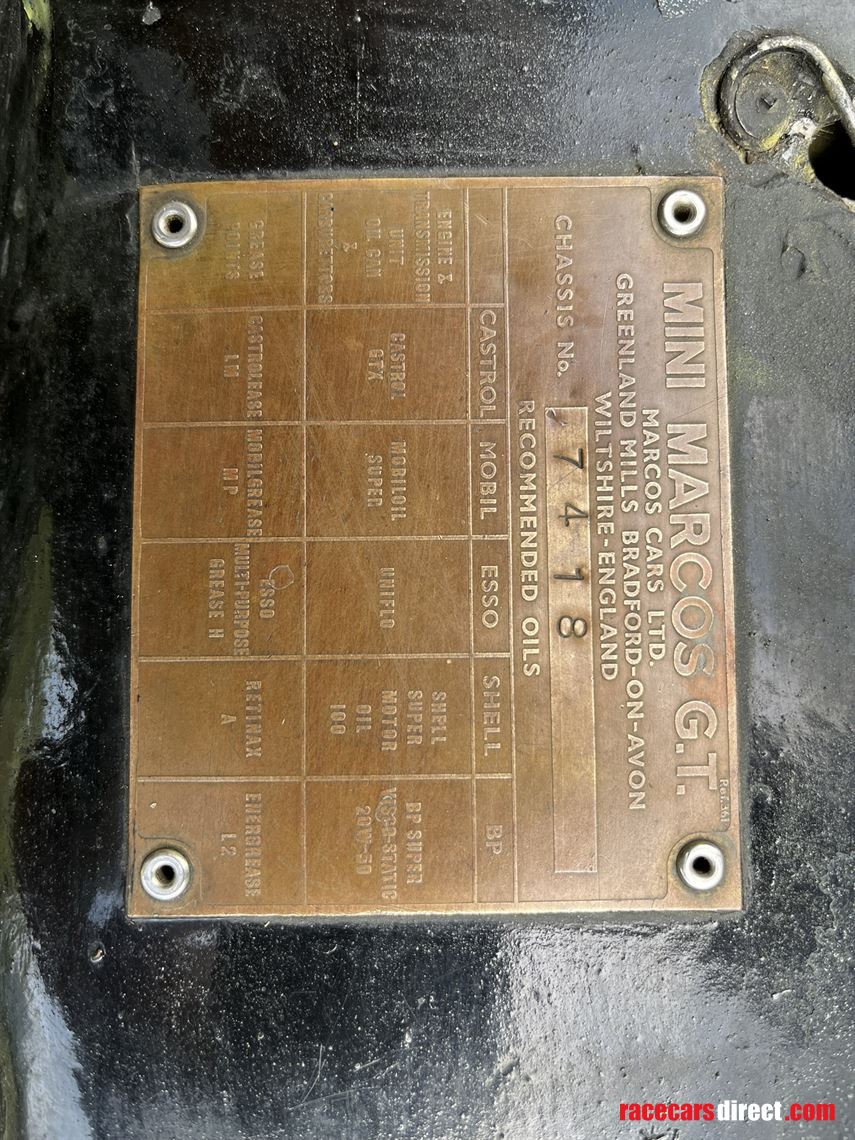 Ref.361
MINI MARCOS G.T.
MARCOS CARS LTD.
GREENLAND MILLS BRADFORD-ON-AVON
WILTSHIRE-ENGLAND
CHASSIS No. 7418
RECOMMENDED OILS
CASTROL MOBIL ESSO SHELL BP
ENGINE & TRANSMISSION UNIT OIL CAN & CARBURETTORS
CASTROL GTX
MOBILOIL SUPER
UNIFLO
SHELL SUPER MOTOR OIL 100
BP SUPER VISCO-STATIC 20W-50
GREASE POINTS
CASTROLEASE LM
MOBILGREASE MP
ESSO MULTI-PURPOSE GREASE H
RETINAX A
ENERGREASE L2
racecarsdirect.com